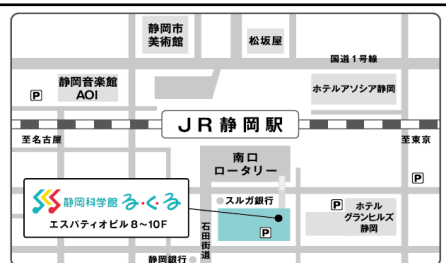 静岡市
美術館
松坂屋
国道1号線
静岡音楽館
AOI
P
ホテルアソシア静岡
JR静岡駅
至名古屋
至東京
南口
ロータリー
P
静岡科学館 る・く・る
エスパティオビル8〜10F
スルガ銀行
P
P
ホテル
グランヒルズ
静岡
石田街道
静岡銀行